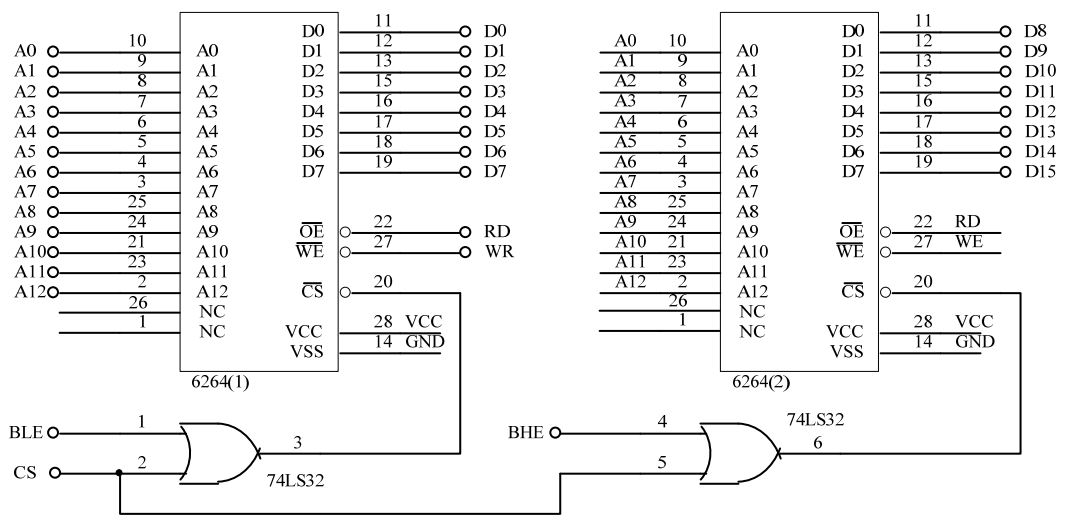 D0 11 D0 D0 11 D8
A0 10 A0 D1 12 D1 A0 10 A0 D1 12 D9
A1 9 A1 D2 13 D2 A1 9 A1 D2 13 D10
A2 8 A2 D3 15 D3 A2 8 A2 D3 15 D11
A3 7 A3 D4 16 D4 A3 7 A3 D4 16 D12
A4 6 A4 D5 17 D5 A4 6 A4 D5 17 D13
A5 5 A5 D6 18 D6 A5 5 A5 D6 18 D14
A6 4 A6 D7 19 D7 A6 4 A6 D7 19 D15
A7 3 A7 A7 3 A7
A8 25 A8 A8 25 A8
A9 24 A9 OE 22 RD A9 24 A9 OE 22 RD
A10 21 A10 WE 27 WR A10 21 A10 WE 27 WE
A11 23 A11 A11 23 A11
A12 2 A12 CS 20 A12 2 A12 CS 20
26 NC 26 NC
1 NC VCC 28 VCC 1 NC VCC 28 VCC
VSS 14 GND VSS 14 GND
6264(1) 6264(2)
74LS32
BLE 1 BHE 4
3 6
CS 2 5
74LS32